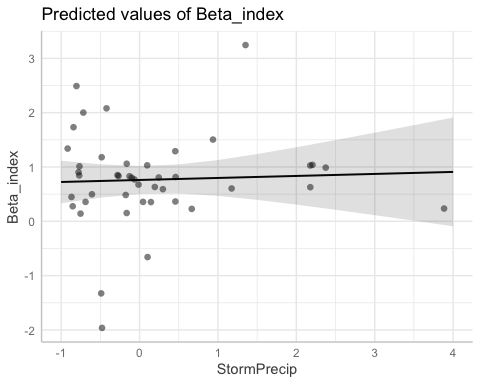 Predicted values of Beta_index
Beta_index
3
2
1
0
-1
-2
-1 0 1 2 3 4
StormPrecip